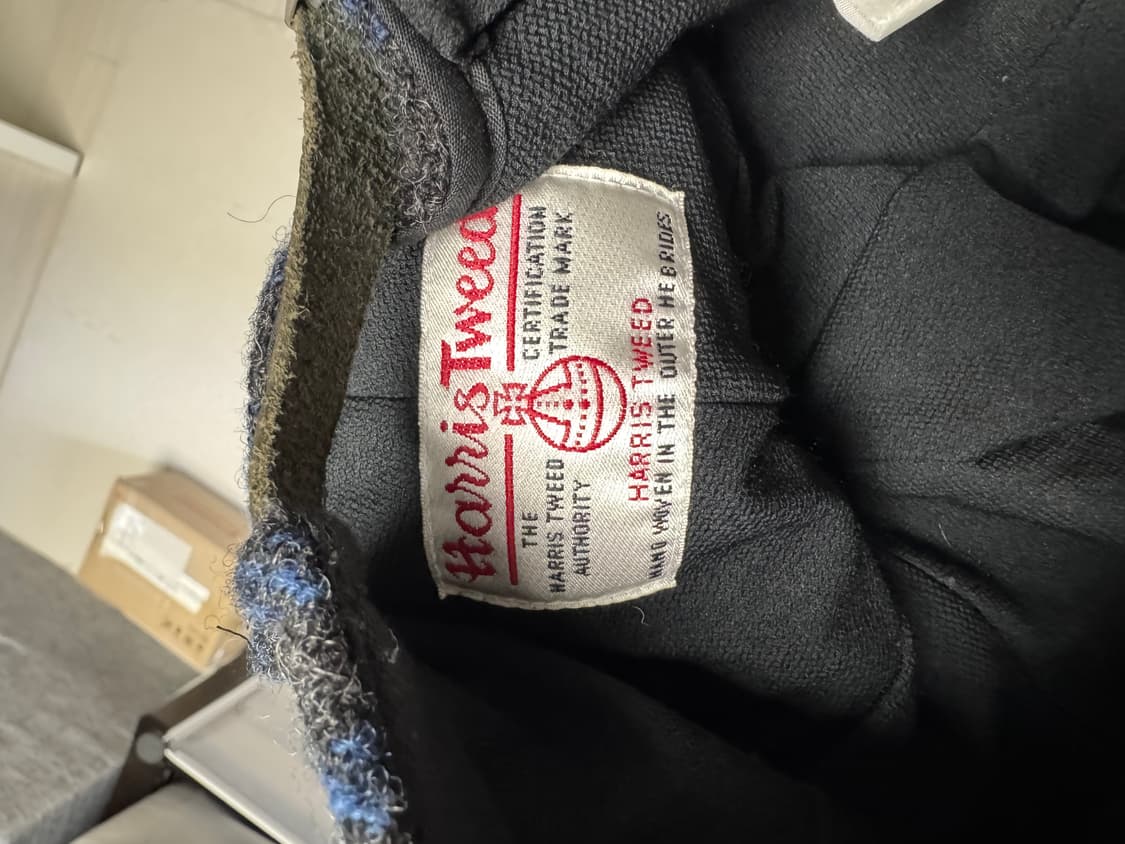 Harris Tweed
THE
HARRIS TWEED
AUTHORITY
CERTIFICATION
TRADE MARK
HARRIS TWEED
HAND WOVEN IN THE OUTER HEBRIDES